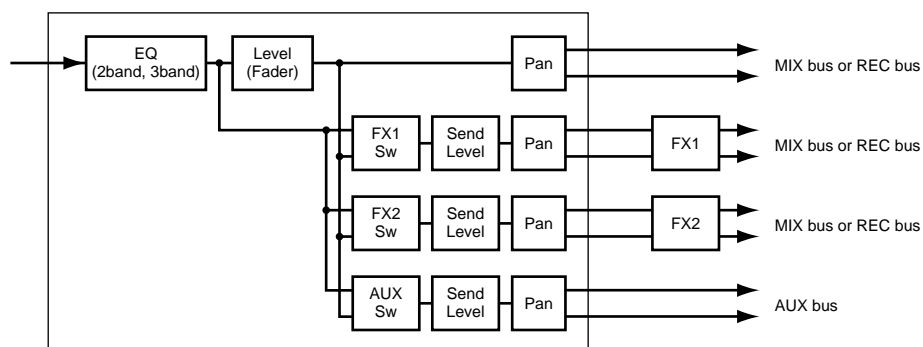 EQ
(2band, 3band)
Level
(Fader)
Pan
MIX bus or REC bus
FX1
Sw
Send
Level
Pan
FX1
MIX bus or REC bus
FX2
Sw
Send
Level
Pan
FX2
MIX bus or REC bus
AUX
Sw
Send
Level
Pan
AUX bus